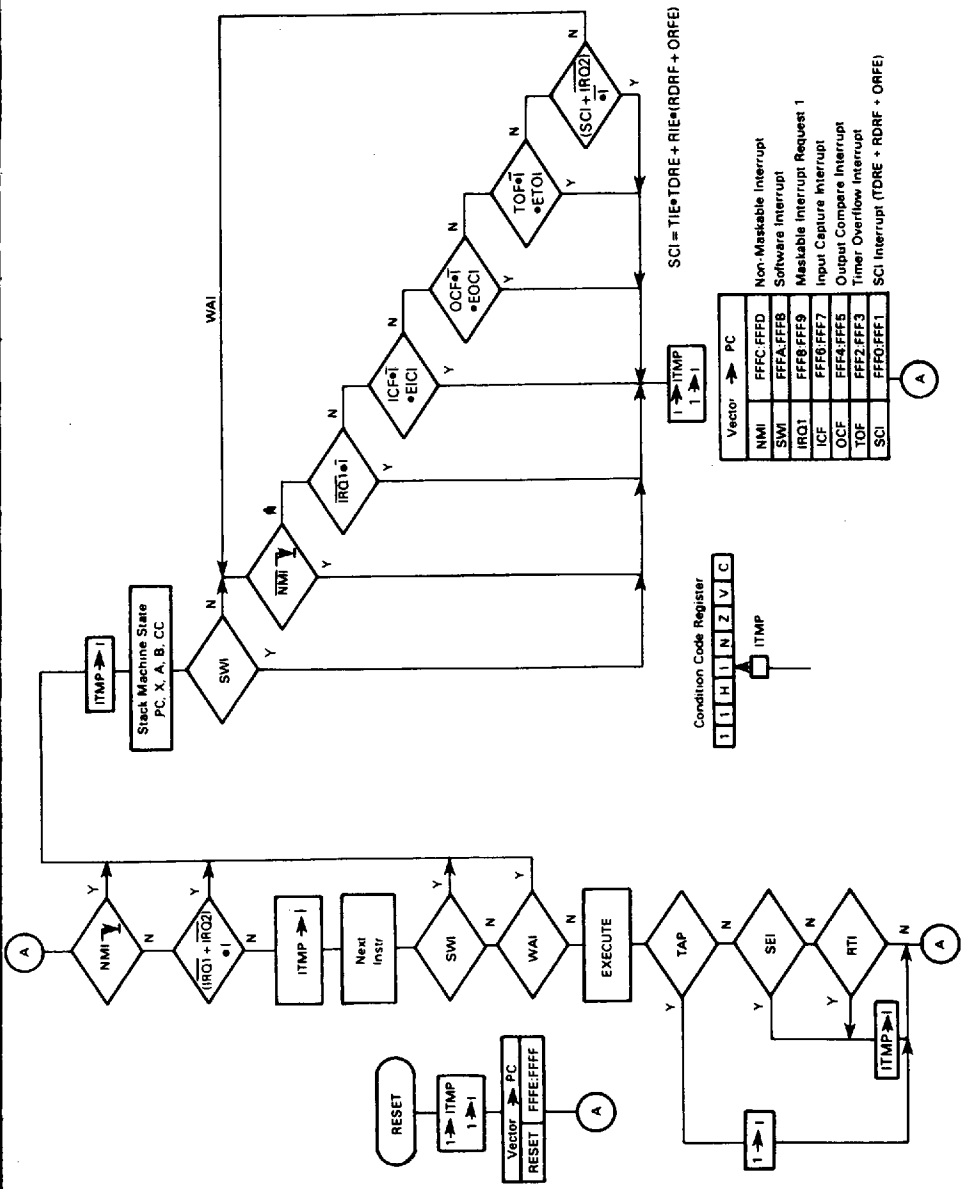 RESET
1 → ITMP
1 → I
Vector → PC
RESET FFFE:FFFF
A
A
NMI
Y
N
(IRQ1 + IRQ2)
•I
Y
N
ITMP → I
Next
Instr
SWI
Y
N
WAI
Y
N
EXECUTE
TAP
Y
N
SEI
Y
N
RTI
Y
N
1 → I
ITMP → I
A
ITMP → I
Stack Machine State
PC, X, A, B, CC
SWI
N
Y
WAI
NMI
Y
IRQ1•I
N
Y
ICF•I
•EICI
N
Y
OCF•I
•EOCI
N
Y
TOF•I
•ETOI
N
Y
(SCI + IRQ2)
•I
N
Y
SCI = TIE•TDRE + RIE•(RDRF + ORFE)
I → ITMP
1 → I
Vector → PC
NMI FFFC:FFFD Non-Maskable Interrupt
SWI FFFA:FFFB Software Interrupt
IRQ1 FFF8:FFF9 Maskable Interrupt Request 1
ICF FFF6:FFF7 Input Capture Interrupt
OCF FFF4:FFF5 Output Compare Interrupt
TOF FFF2:FFF3 Timer Overflow Interrupt
SCI FFF0:FFF1 SCI Interrupt (TDRE + RDRF + ORFE)
A
Condition Code Register
1 1 H I N Z V C
ITMP